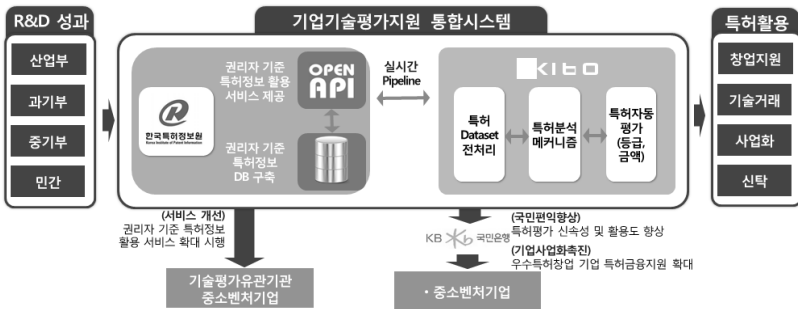 R&D 성과
산업부
과기부
중기부
민간
기업기술평가지원 통합시스템
한국특허정보원
Korea Institute of Patent Information
권리자 기준
특허정보 활용
서비스 제공
OPEN
API
권리자 기준
특허정보
DB 구축
실시간
Pipeline
KIBO
특허
Dataset
전처리
특허분석
메커니즘
특허자동
평가
(등급,
금액)
특허활용
창업지원
기술거래
사업화
신탁
(서비스 개선)
권리자 기준 특허정보
활용 서비스 확대 시행
기술평가유관기관
중소벤처기업
KB 국민은행
(국민편익향상)
특허평가 신속성 및 활용도 향상
(기업사업화촉진)
우수특허창업 기업 특허금융지원 확대
· 중소벤처기업